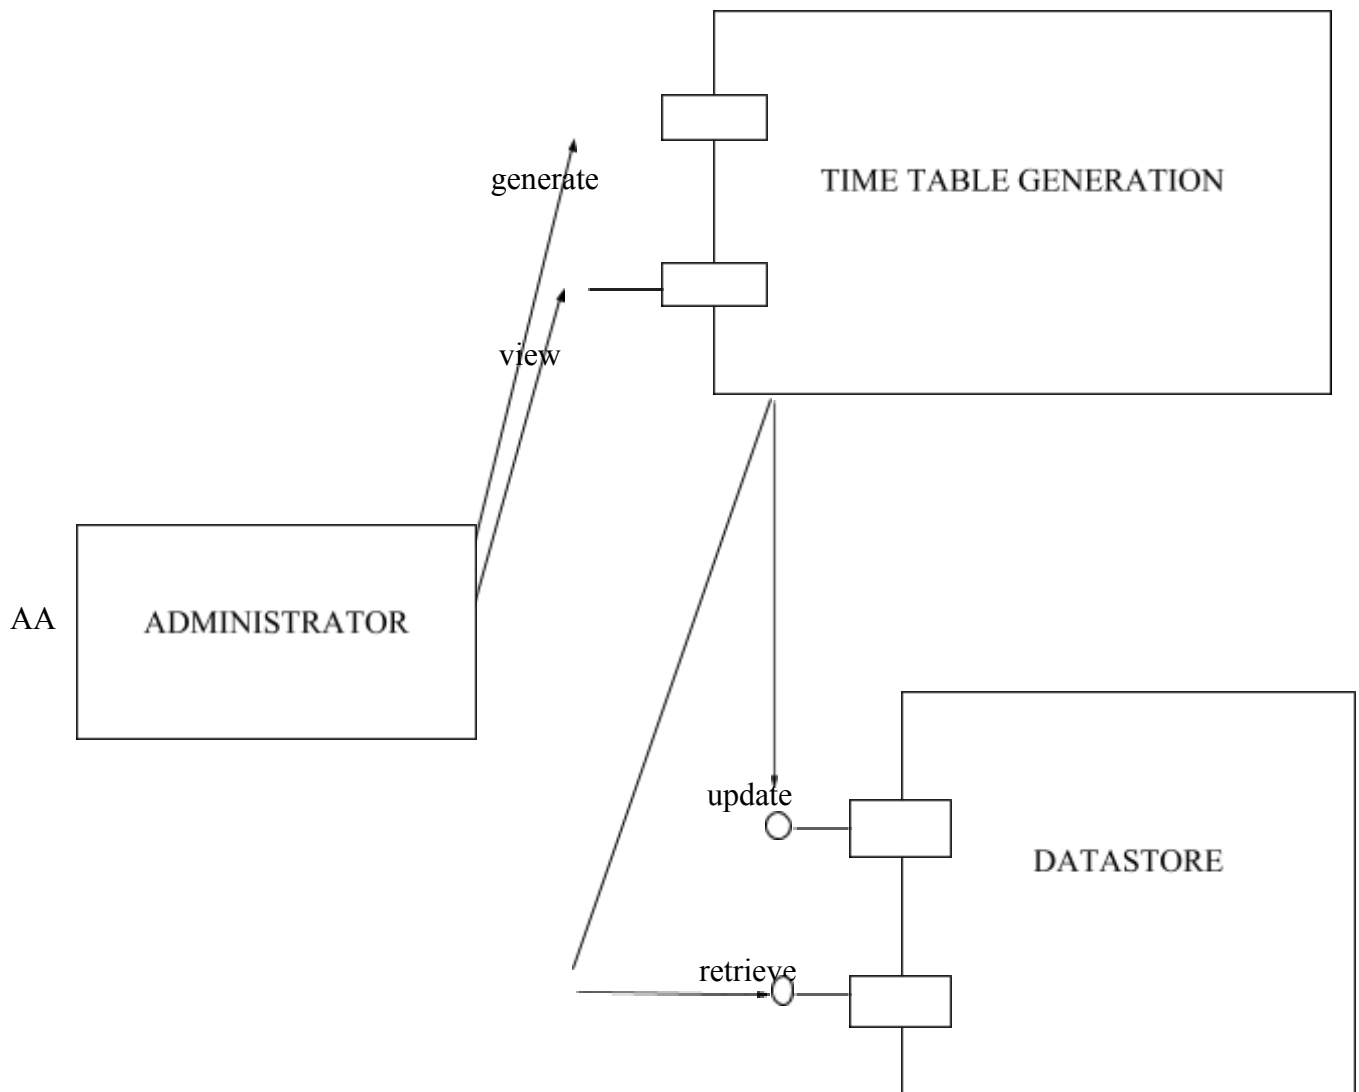 generate
TIME TABLE GENERATION
view
AA
ADMINISTRATOR
update
DATASTORE
retrieve